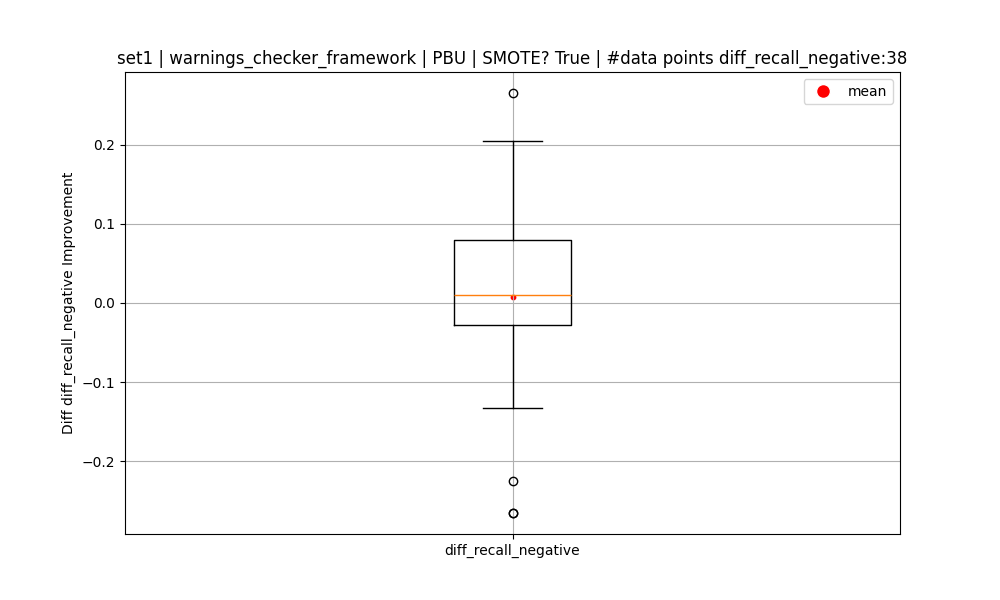 set1 | warnings_checker_framework | PBU | SMOTE? True | #data points diff_recall_negative:38
mean
0.2
0.1
0.0
−0.1
−0.2
Diff diff_recall_negative Improvement
diff_recall_negative